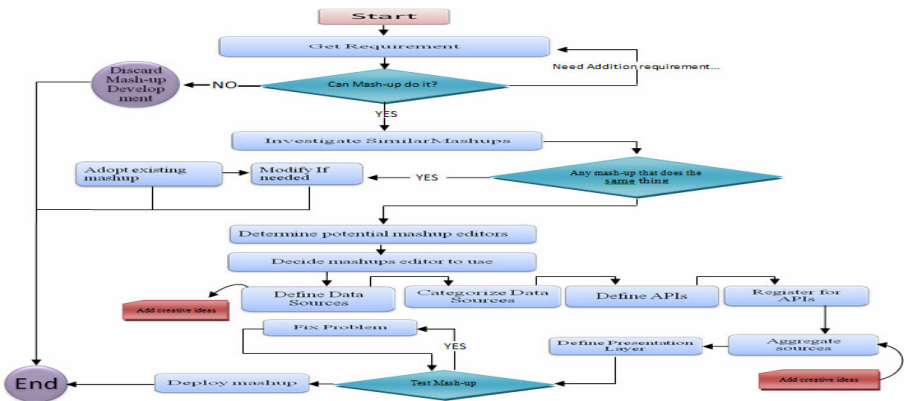 Start
Get Requirement
Need Addition requirement...
Discard
Mash-up
Develop
ment
NO
Can Mash-up do it?
YES
Investigate SimilarMashups
Adopt existing
mashup
Modify If
needed
YES
Any mash-up that does the
same thing
Determine potential mashup editors
Decide mashups editor to use
Add creative ideas
Define Data
Sources
Categorize Data
Sources
Define APIs
Register for
APIs
Fix Problem
YES
Define Presentation
Layer
Aggregate
sources
End
Deploy mashup
Test Mash-up
Add creative ideas